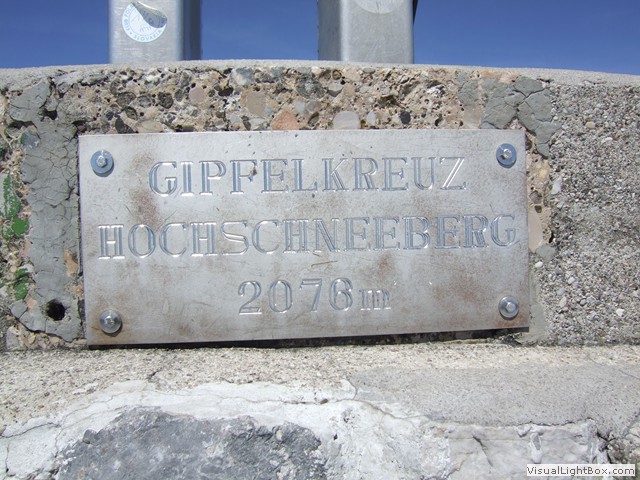 GIPFELKREUZ
HOCHSCHNEEBERG
2076 m
VisualLightBox.com